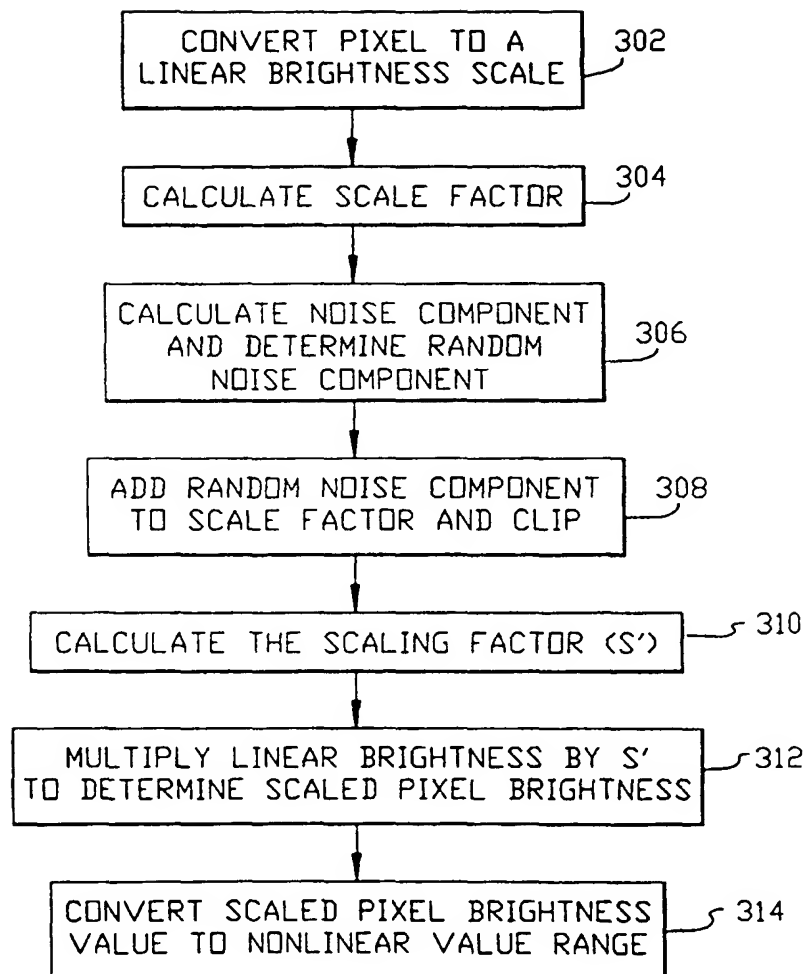 CONVERT PIXEL TO A
LINEAR BRIGHTNESS SCALE
302
CALCULATE SCALE FACTOR
304
CALCULATE NOISE COMPONENT
AND DETERMINE RANDOM
NOISE COMPONENT
306
ADD RANDOM NOISE COMPONENT
TO SCALE FACTOR AND CLIP
308
CALCULATE THE SCALING FACTOR (S')
310
MULTIPLY LINEAR BRIGHTNESS BY S'
TO DETERMINE SCALED PIXEL BRIGHTNESS
312
CONVERT SCALED PIXEL BRIGHTNESS
VALUE TO NONLINEAR VALUE RANGE
314